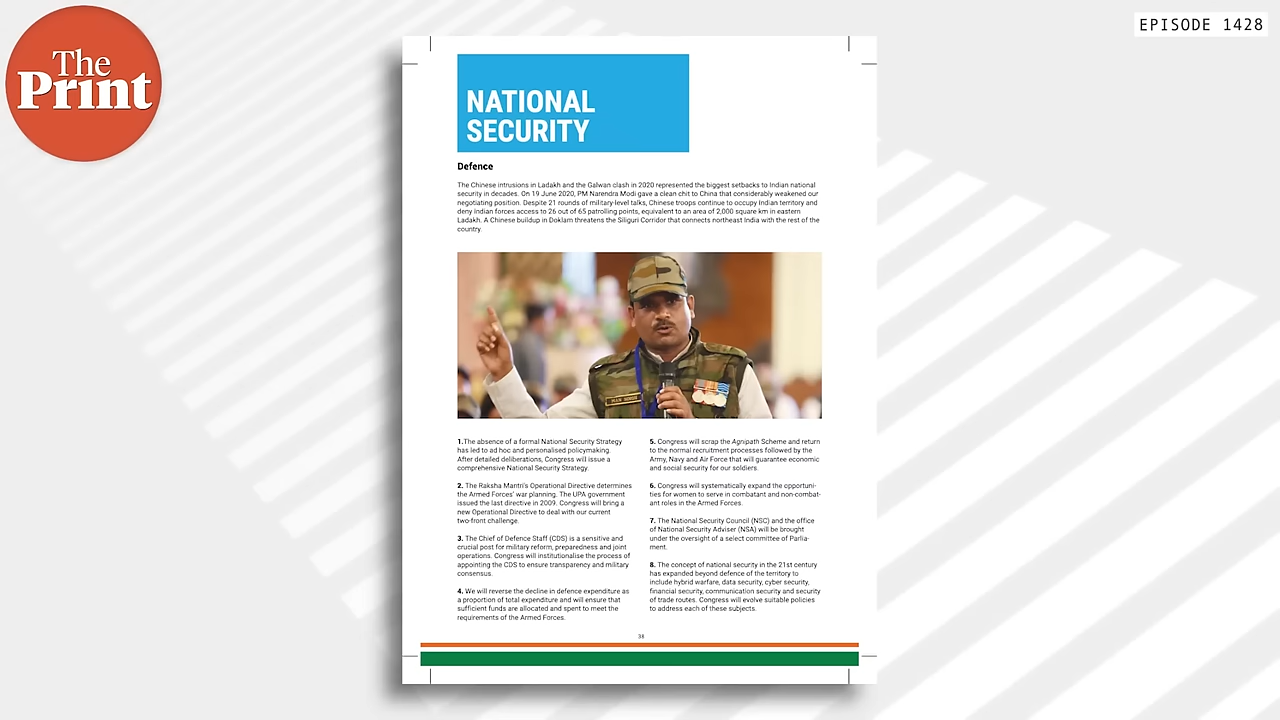 The
Print
EPISODE 1428
NATIONAL
SECURITY
Defence
The Chinese intrusions in Ladakh and the Galwan clash in 2020 represented the biggest setbacks to Indian national
security in decades. On 19 June 2020, PM Narendra Modi gave a clean chit to China that considerably weakened our
negotiating position. Despite 21 rounds of military-level talks, Chinese troops continue to occupy Indian territory and
deny Indian forces access to 26 out of 65 patrolling points, equivalent to an area of 2,000 square km in eastern
Ladakh. A Chinese buildup in Doklam threatens the Siliguri Corridor that connects northeast India with the rest of the
country.
1.The absence of a formal National Security Strategy
has led to ad hoc and personalised policymaking.
After detailed deliberations, Congress will issue a
comprehensive National Security Strategy.
2. The Raksha Mantri's Operational Directive determines
the Armed Forces' war planning. The UPA government
issued the last directive in 2009. Congress will bring a
new Operational Directive to deal with our current
two-front challenge.
3. The Chief of Defence Staff (CDS) is a sensitive and
crucial post for military reform, preparedness and joint
operations. Congress will institutionalise the process of
appointing the CDS to ensure transparency and military
consensus.
4. We will reverse the decline in defence expenditure as
a proportion of total expenditure and will ensure that
sufficient funds are allocated and spent to meet the
requirements of the Armed Forces.
5. Congress will scrap the Agnipath Scheme and return
to the normal recruitment processes followed by the
Army, Navy and Air Force that will guarantee economic
and social security for our soldiers.
6. Congress will systematically expand the opportuni-
ties for women to serve in combatant and non-combat-
ant roles in the Armed Forces.
7. The National Security Council (NSC) and the office
of National Security Adviser (NSA) will be brought
under the oversight of a select committee of Parlia-
ment.
8. The concept of national security in the 21st century
has expanded beyond defence of the territory to
include hybrid warfare, data security, cyber security,
financial security, communication security and security
of trade routes. Congress will evolve suitable policies
to address each of these subjects.
38